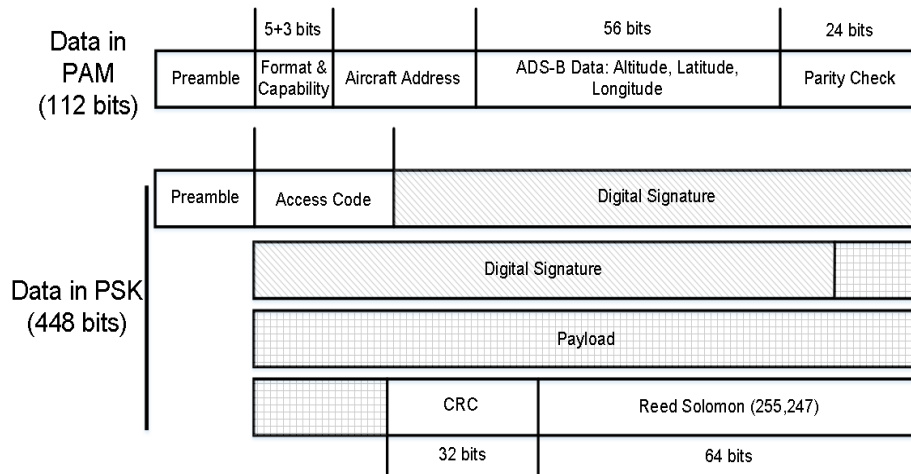 Data in
PAM
(112 bits)
5+3 bits
56 bits
24 bits
Preamble
Format &
Capability
Aircraft Address
ADS-B Data: Altitude, Latitude,
Longitude
Parity Check
Data in PSK
(448 bits)
Preamble
Access Code
Digital Signature
Digital Signature
Payload
CRC
Reed Solomon (255,247)
32 bits
64 bits